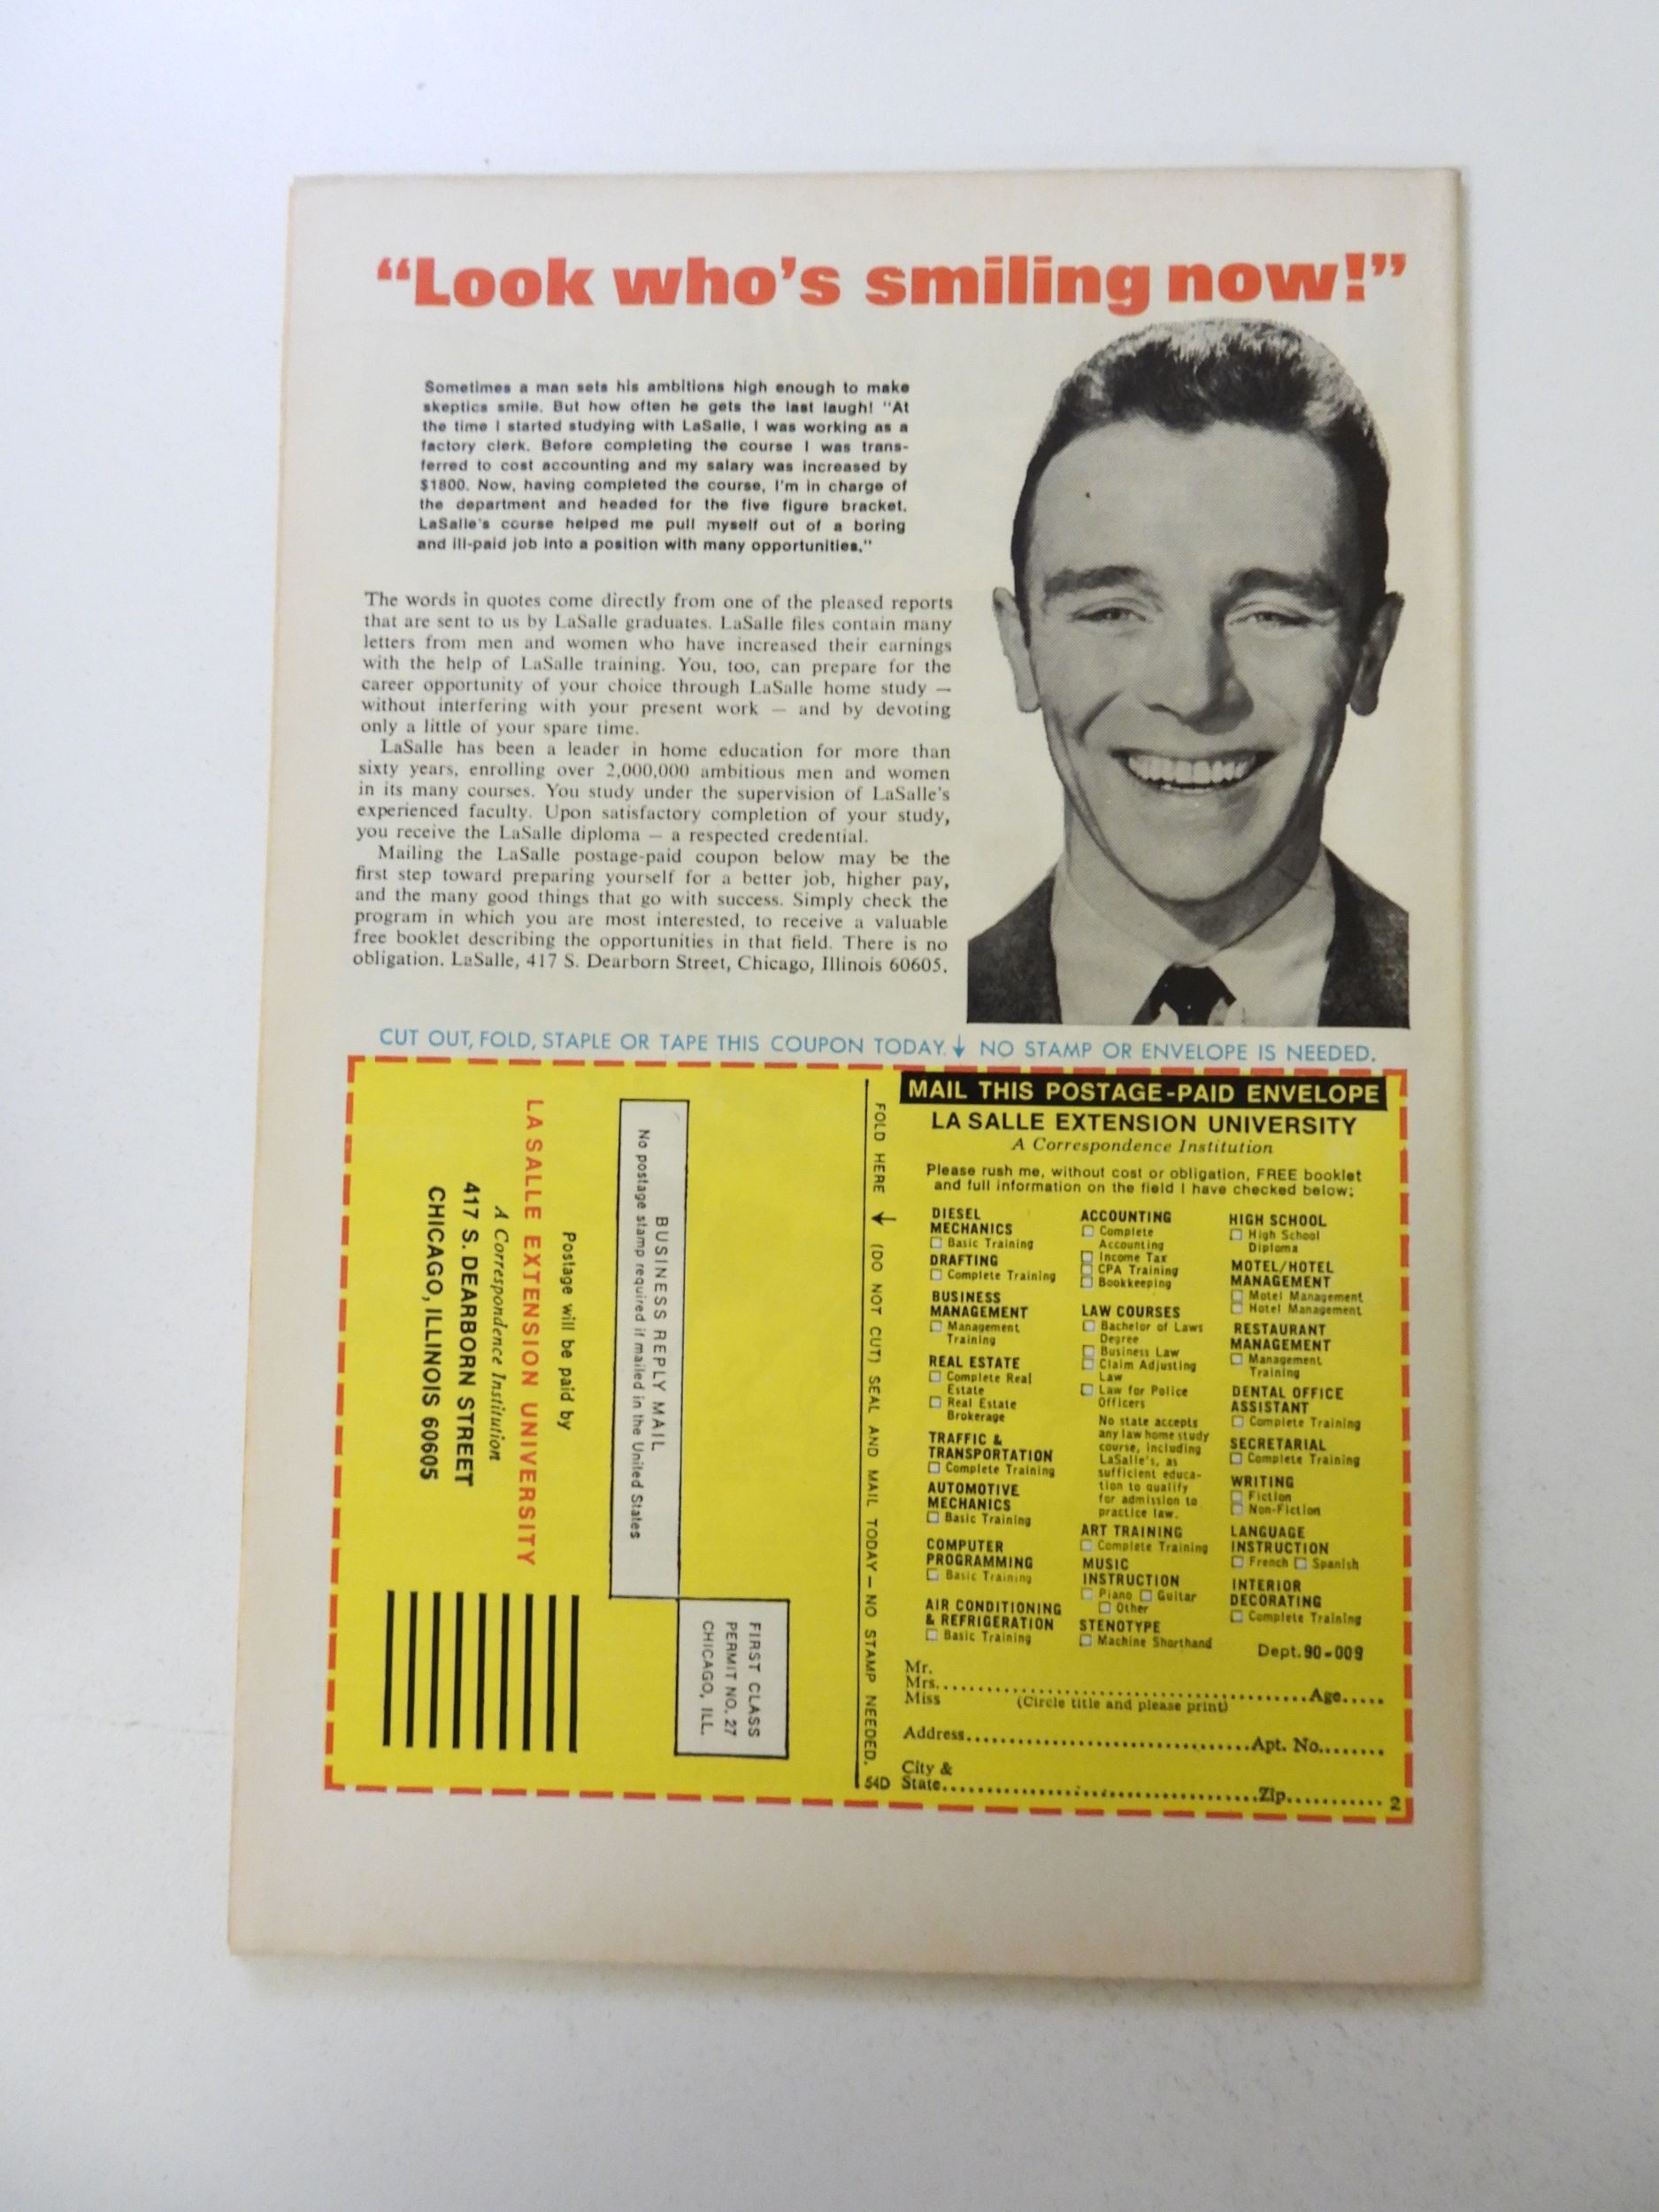 “Look who's smiling now!”
Sometimes a man sets his ambitions high enough to make
skeptics smile. But how often he gets the last laugh! "At
the time I started studying with LaSalle, I was working as a
factory clerk. Before completing the course I was trans-
ferred to cost accounting and my salary was increased by
$1800. Now, having completed the course, I'm in charge of
the department and headed for the five figure bracket.
LaSalle's course helped me pull myself out of a boring
and ill-paid job into a position with many opportunities."
The words in quotes come directly from one of the pleased reports
that are sent to us by LaSalle graduates. LaSalle files contain many
letters from men and women who have increased their earnings
with the help of LaSalle training. You, too, can prepare for the
career opportunity of your choice through LaSalle home study —
without interfering with your present work — and by devoting
only a little of your spare time.
LaSalle has been a leader in home education for more than
sixty years, enrolling over 2,000,000 ambitious men and women
in its many courses. You study under the supervision of LaSalle's
experienced faculty. Upon satisfactory completion of your study,
you receive the LaSalle diploma — a respected credential.
Mailing the LaSalle postage-paid coupon below may be the
first step toward preparing yourself for a better job, higher pay,
and the many good things that go with success. Simply check the
program in which you are most interested, to receive a valuable
free booklet describing the opportunities in that field. There is no
obligation. LaSalle, 417 S. Dearborn Street, Chicago, Illinois 60605.
CUT OUT, FOLD, STAPLE OR TAPE THIS COUPON TODAY. ↓ NO STAMP OR ENVELOPE IS NEEDED.
FIRST CLASS
PERMIT NO. 27
CHICAGO, ILL.
BUSINESS REPLY MAIL
No postage stamp required if mailed in the United States
Postage will be paid by
LA SALLE EXTENSION UNIVERSITY
A Correspondence Institution
417 S. DEARBORN STREET
CHICAGO, ILLINOIS 60605
FOLD HERE → (DO NOT CUT) SEAL AND MAIL TODAY — NO STAMP NEEDED.
54D
MAIL THIS POSTAGE-PAID ENVELOPE
LA SALLE EXTENSION UNIVERSITY
A Correspondence Institution
Please rush me, without cost or obligation, FREE booklet
and full information on the field I have checked below:
DIESEL
MECHANICS
☐ Basic Training
DRAFTING
☐ Complete Training
BUSINESS
MANAGEMENT
☐ Management
Training
REAL ESTATE
☐ Complete Real
Estate
☐ Real Estate
Brokerage
TRAFFIC &
TRANSPORTATION
☐ Complete Training
AUTOMOTIVE
MECHANICS
☐ Basic Training
COMPUTER
PROGRAMMING
☐ Basic Training
AIR CONDITIONING
& REFRIGERATION
☐ Basic Training
ACCOUNTING
☐ Complete
Accounting
☐ Income Tax
☐ CPA Training
☐ Bookkeeping
LAW COURSES
☐ Bachelor of Laws
Degree
☐ Business Law
☐ Claim Adjusting
Law
☐ Law for Police
Officers
No state accepts
any law home study
course, including
LaSalle's, as
sufficient educa-
tion to qualify
for admission to
practice law.
ART TRAINING
☐ Complete Training
MUSIC
INSTRUCTION
☐ Piano ☐ Guitar
☐ Other
STENOTYPE
☐ Machine Shorthand
HIGH SCHOOL
☐ High School
Diploma
MOTEL/HOTEL
MANAGEMENT
☐ Motel Management
☐ Hotel Management
RESTAURANT
MANAGEMENT
☐ Management
Training
DENTAL OFFICE
ASSISTANT
☐ Complete Training
SECRETARIAL
☐ Complete Training
WRITING
☐ Fiction
☐ Non-Fiction
LANGUAGE
INSTRUCTION
☐ French ☐ Spanish
INTERIOR
DECORATING
☐ Complete Training
Dept. 90-009
Mr.
Mrs. Age
Miss (Circle title and please print)
Address Apt. No.
City &
State Zip 2